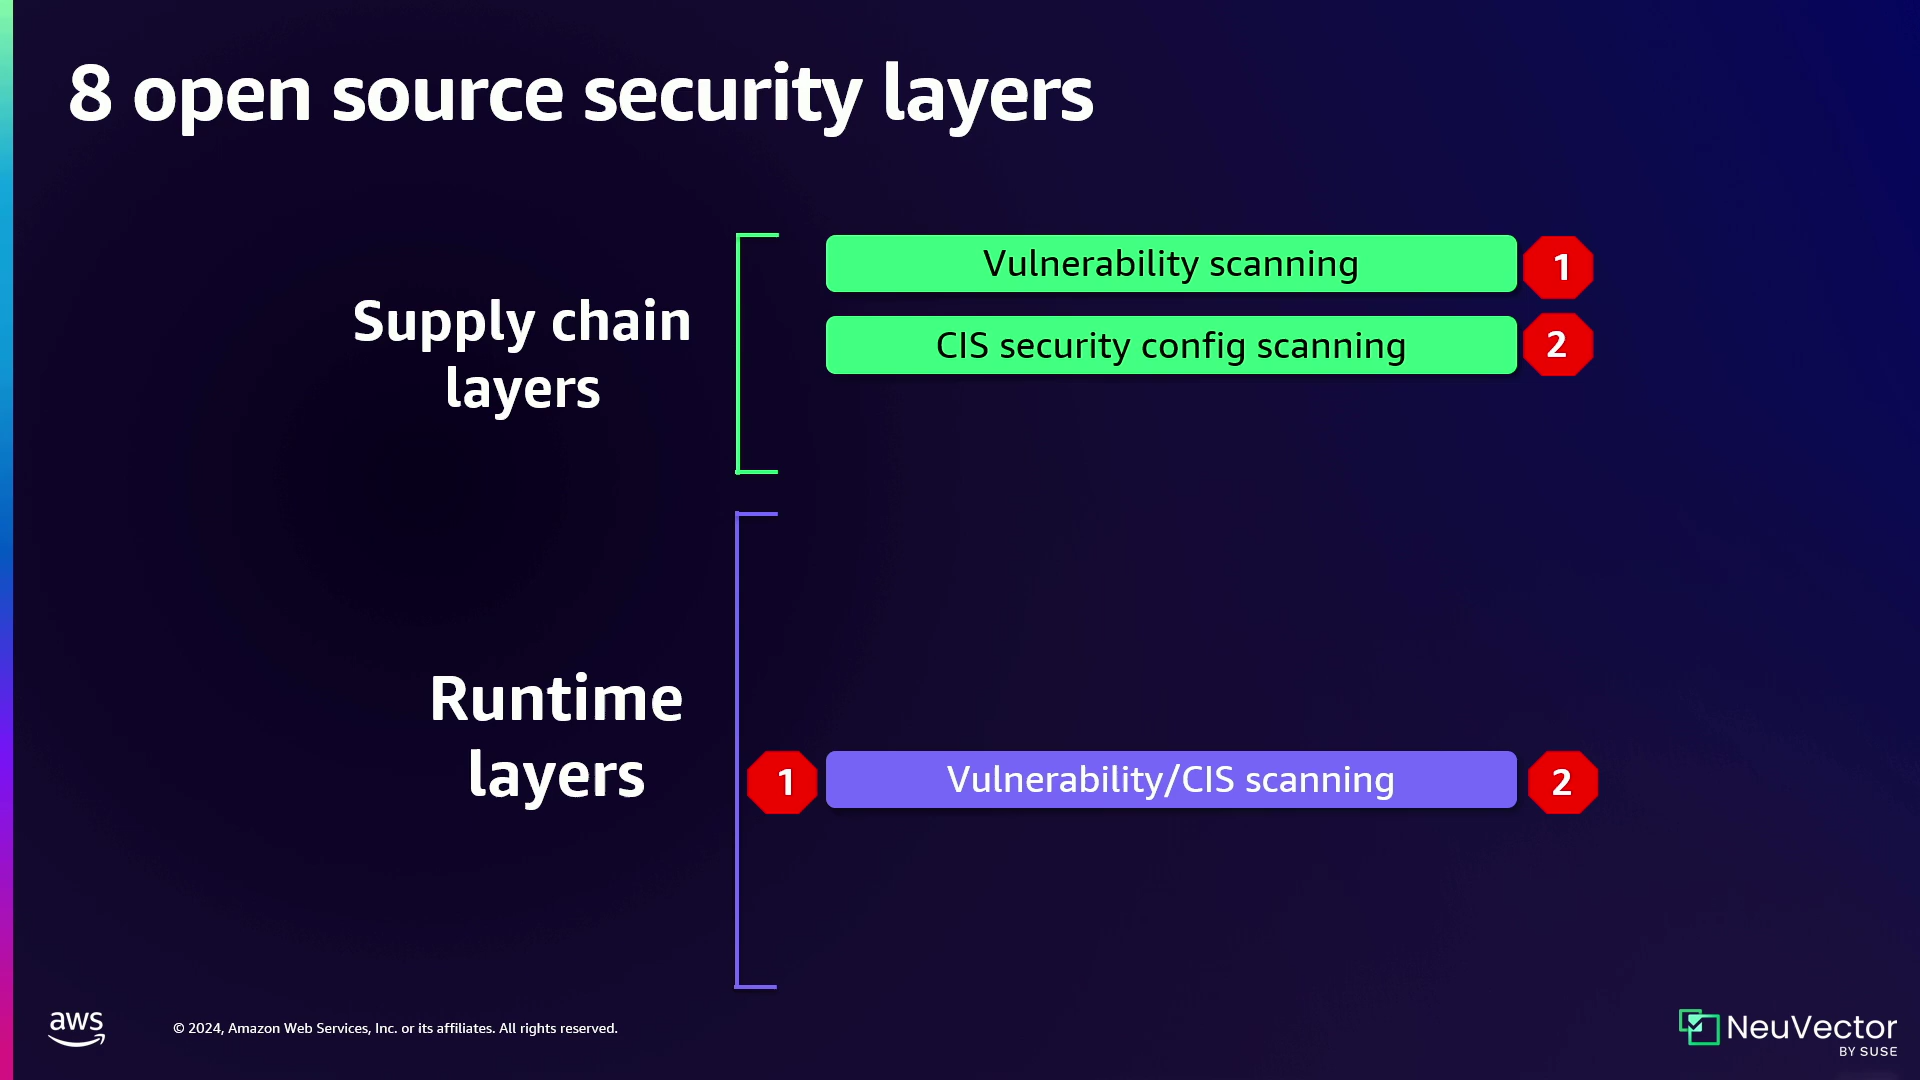 8 open source security layers
Supply chain
layers
Vulnerability scanning
1
CIS security config scanning
2
Runtime
layers
1
Vulnerability/CIS scanning
2
aws
© 2024, Amazon Web Services, Inc. or its affiliates. All rights reserved.
NeuVector
BY SUSE